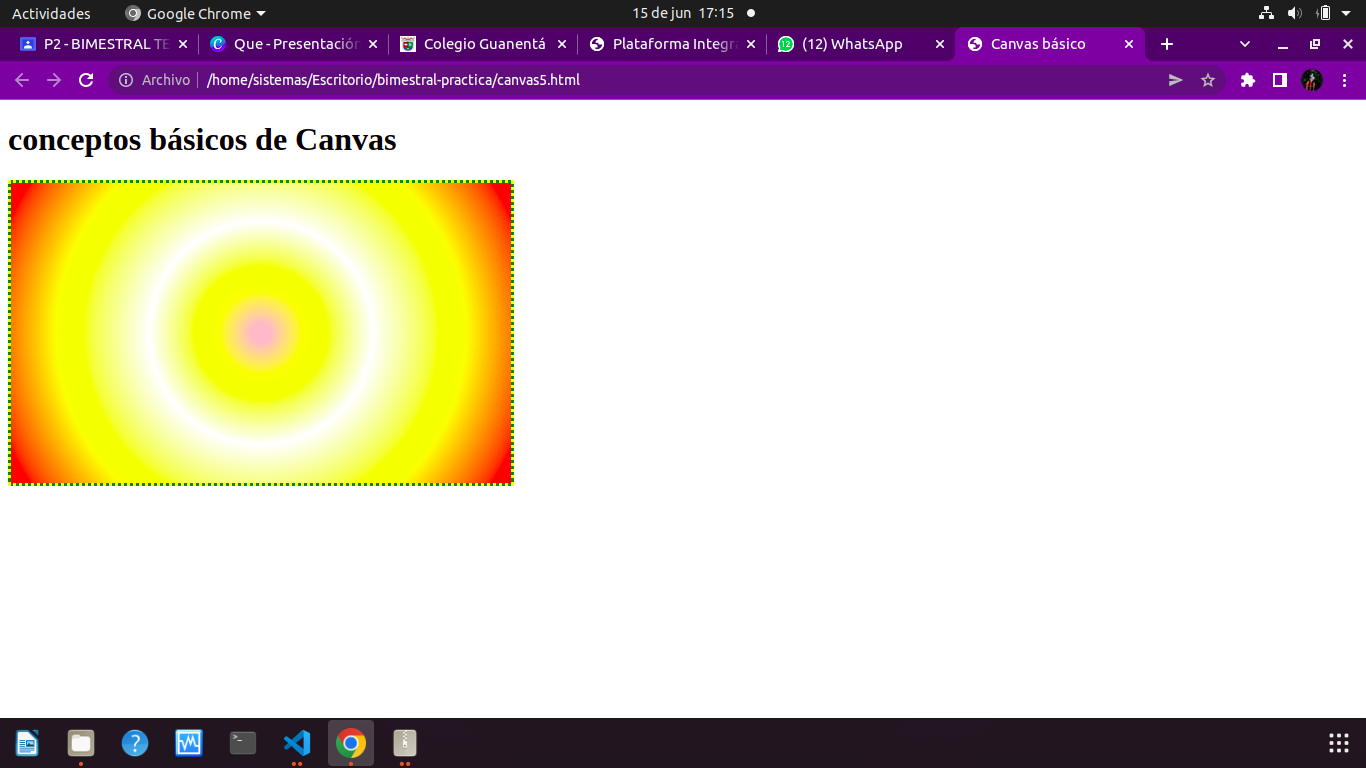 Actividades Google Chrome 15 de jun 17:15
P2 - BIMESTRAL TE Que - Presentación Colegio Guanentá Plataforma Integra (12) WhatsApp Canvas básico
Archivo /home/sistemas/Escritorio/bimestral-practica/canvas5.html
conceptos básicos de Canvas